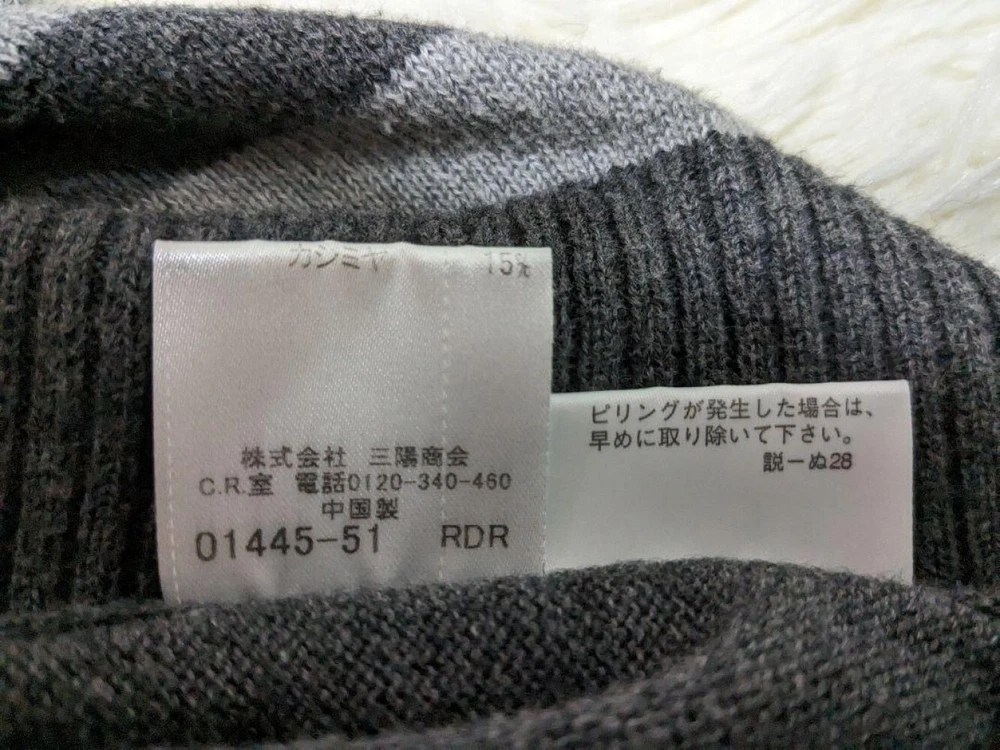 カシミヤ 15%
株式会社 三陽商会
C.R.室 電話0120-340-460
中国製
01445-51 RDR
ピリングが発生した場合は、
早めに取り除いて下さい。
説ーぬ28